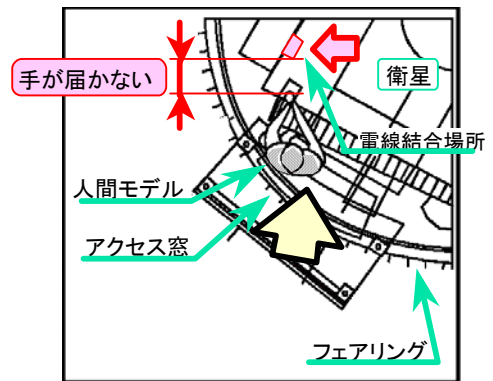 手が届かない
衛星
電線結合場所
人間モデル
アクセス窓
フェアリング